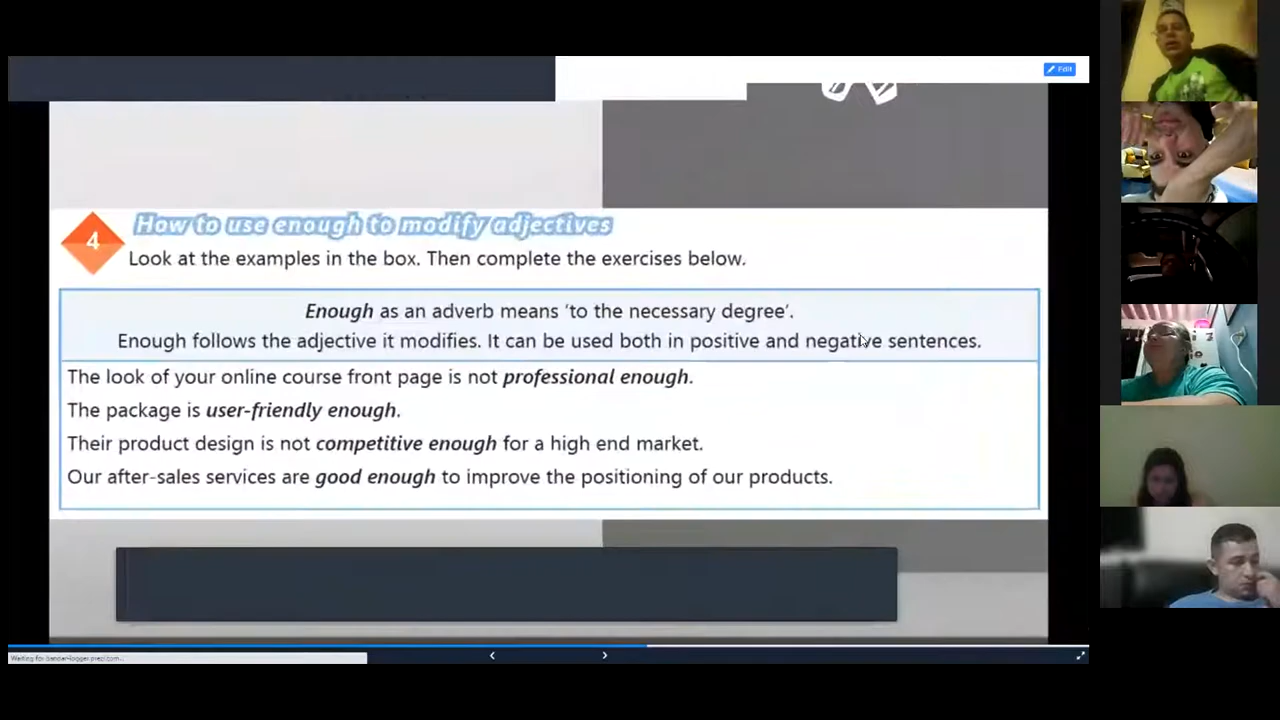 Edit
How to use enough to modify adjectives
4
Look at the examples in the box. Then complete the exercises below.
Enough as an adverb means 'to the necessary degree'.
Enough follows the adjective it modifies. It can be used both in positive and negative sentences.
The look of your online course front page is not professional enough.
The package is user-friendly enough.
Their product design is not competitive enough for a high end market.
Our after-sales services are good enough to improve the positioning of our products.
Waiting for